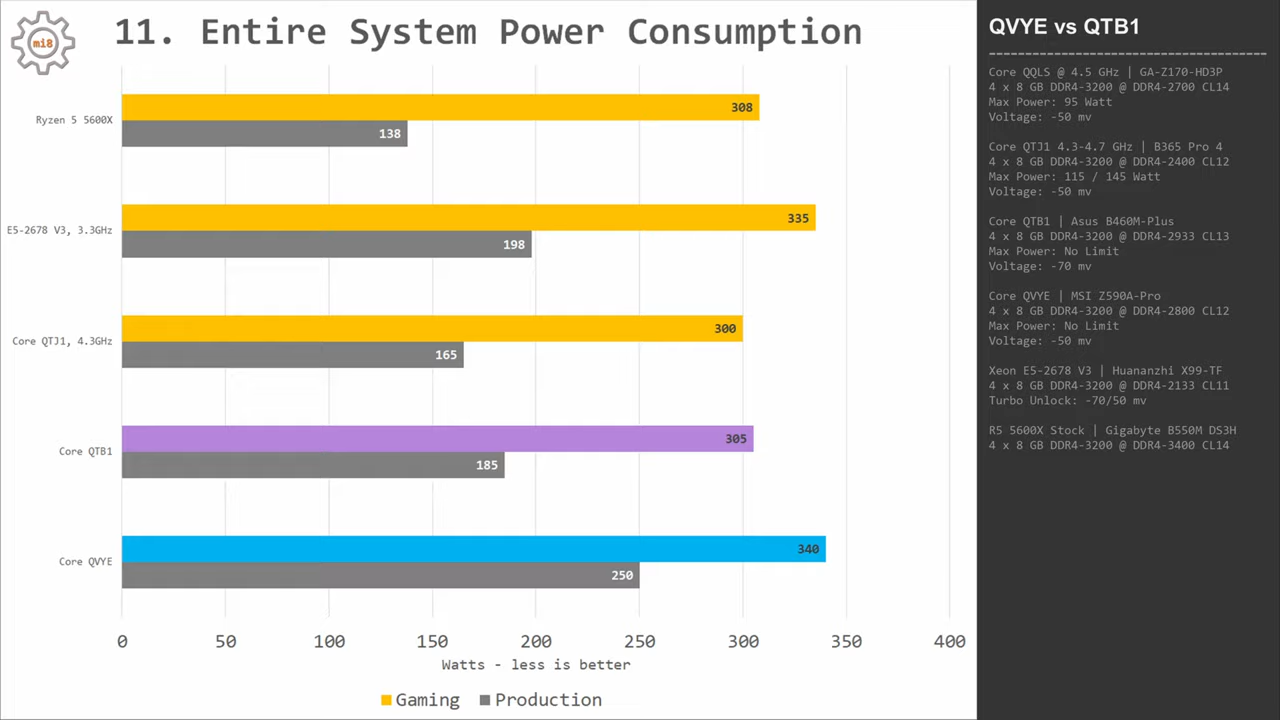 mi8
11. Entire System Power Consumption
Ryzen 5 5600X
308
138
E5-2678 V3, 3.3GHz
335
198
Core QTJ1, 4.3GHz
300
165
Core QTB1
305
185
Core QVYE
340
250
0 50 100 150 200 250 300 350 400
Watts - less is better
Gaming Production
QVYE vs QTB1
--------------------------------------
Core QQLS @ 4.5 GHz | GA-Z170-HD3P
4 x 8 GB DDR4-3200 @ DDR4-2700 CL14
Max Power: 95 Watt
Voltage: -50 mv
Core QTJ1 4.3-4.7 GHz | B365 Pro 4
4 x 8 GB DDR4-3200 @ DDR4-2400 CL12
Max Power: 115 / 145 Watt
Voltage: -50 mv
Core QTB1 | Asus B460M-Plus
4 x 8 GB DDR4-3200 @ DDR4-2933 CL13
Max Power: No Limit
Voltage: -70 mv
Core QVYE | MSI Z590A-Pro
4 x 8 GB DDR4-3200 @ DDR4-2800 CL12
Max Power: No Limit
Voltage: -50 mv
Xeon E5-2678 V3 | Huananzhi X99-TF
4 x 8 GB DDR4-3200 @ DDR4-2133 CL11
Turbo Unlock: -70/50 mv
R5 5600X Stock | Gigabyte B550M DS3H
4 x 8 GB DDR4-3200 @ DDR4-3400 CL14